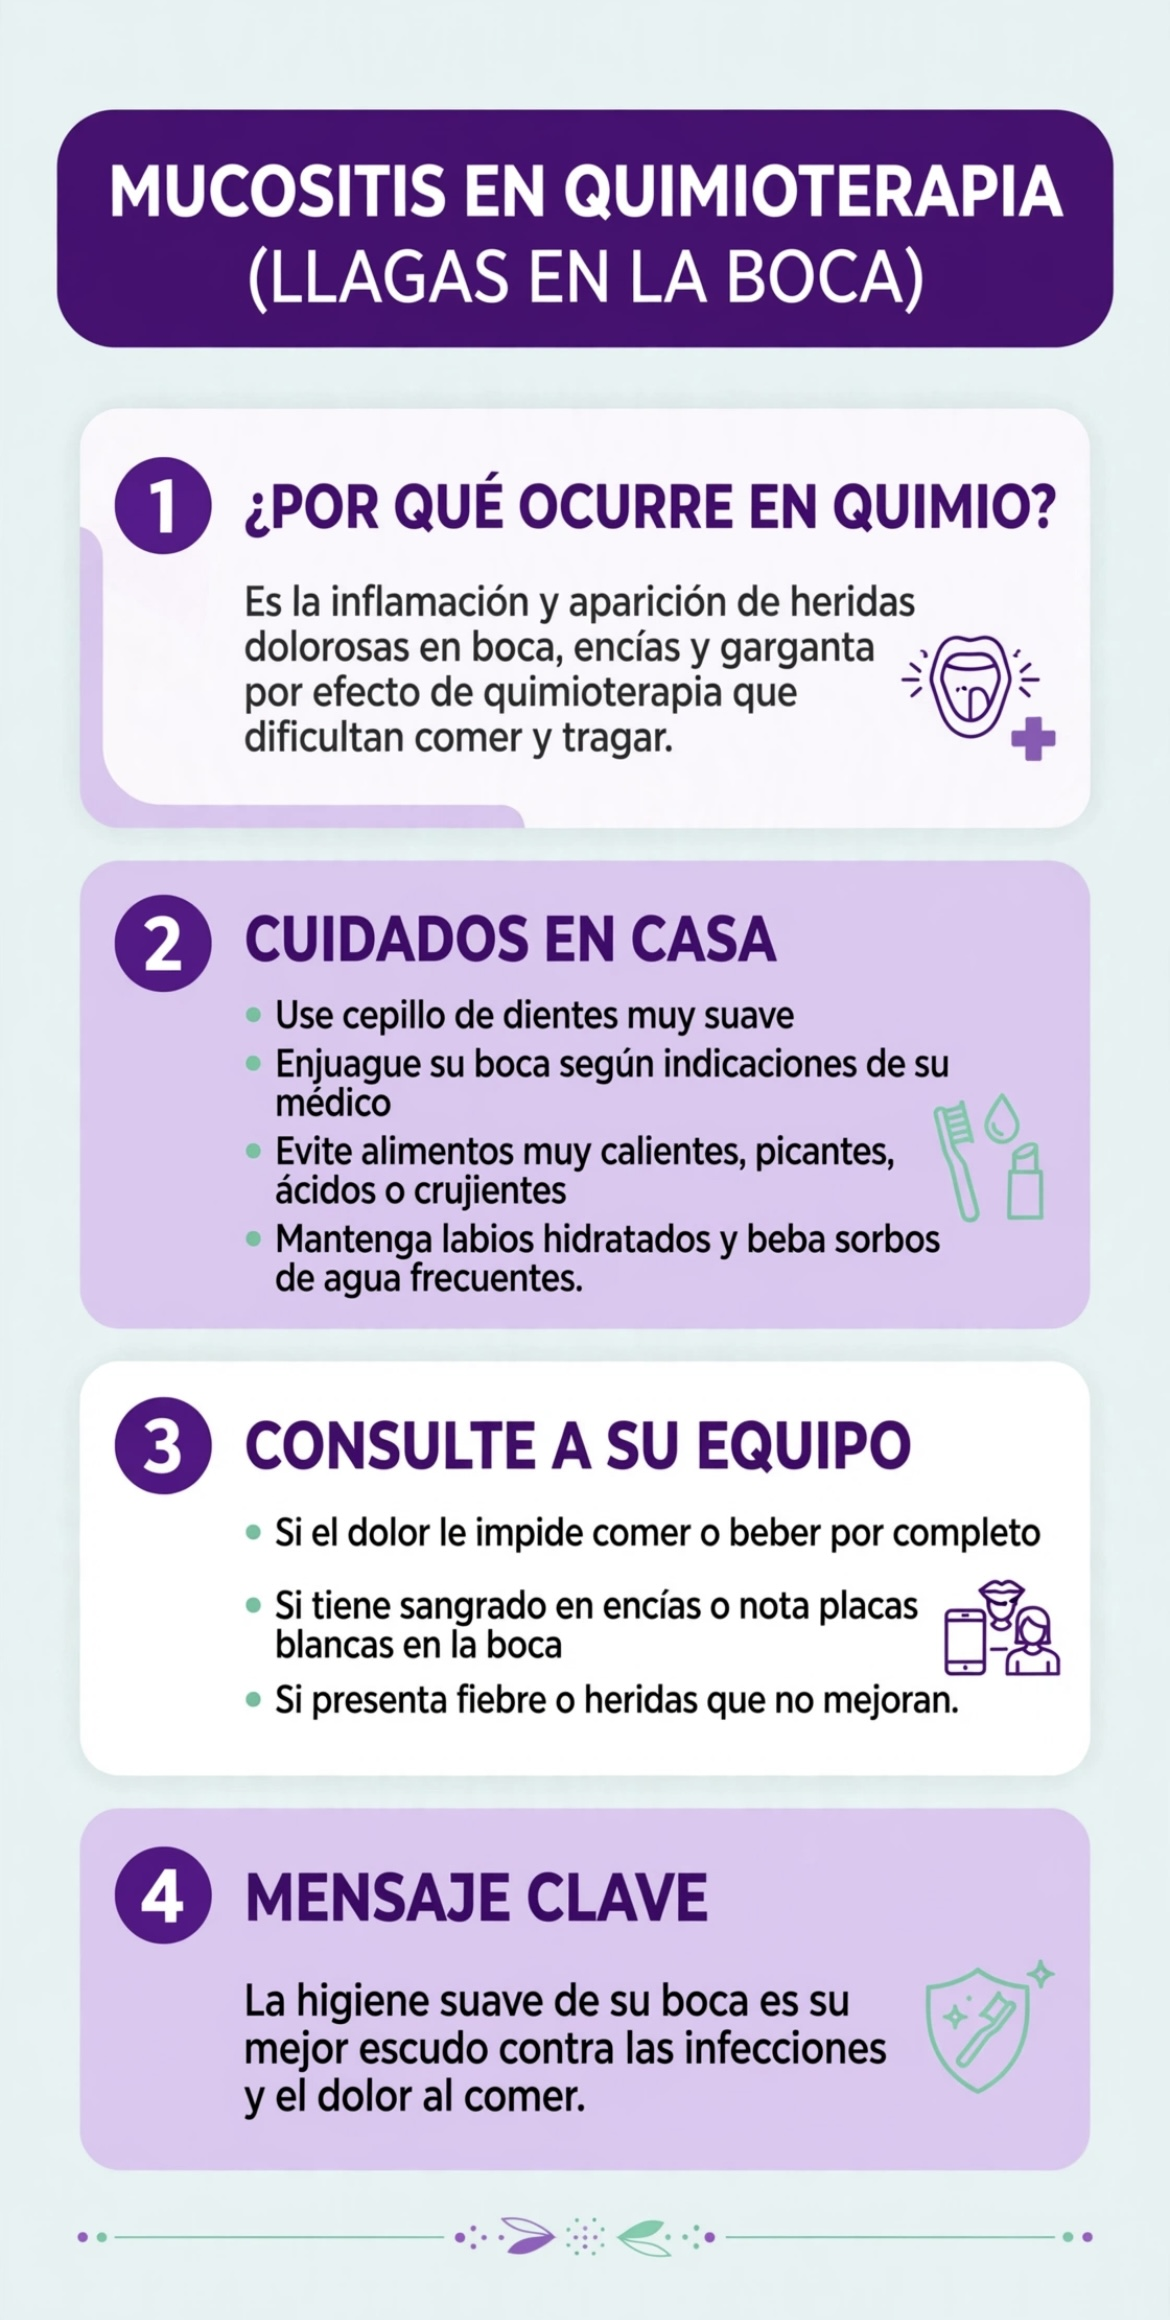 MUCOSITIS EN QUIMIOTERAPIA
(LLAGAS EN LA BOCA)
1
¿POR QUÉ OCURRE EN QUIMIO?
Es la inflamación y aparición de heridas
dolorosas en boca, encías y garganta
por efecto de quimioterapia que
dificultan comer y tragar.
2
CUIDADOS EN CASA
• Use cepillo de dientes muy suave
• Enjuague su boca según indicaciones de su
médico
• Evite alimentos muy calientes, picantes,
ácidos o crujientes
• Mantenga labios hidratados y beba sorbos
de agua frecuentes.
3
CONSULTE A SU EQUIPO
• Si el dolor le impide comer o beber por completo
• Si tiene sangrado en encías o nota placas
blancas en la boca
• Si presenta fiebre o heridas que no mejoran.
4
MENSAJE CLAVE
La higiene suave de su boca es su
mejor escudo contra las infecciones
y el dolor al comer.